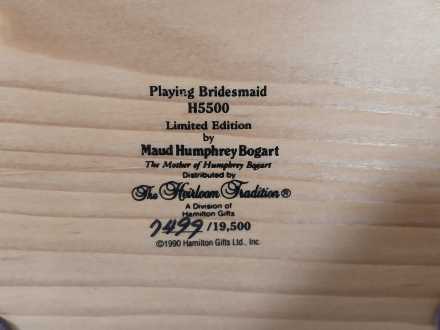 Playing Bridesmaid
H5500
Limited Edition
by
Maud Humphrey Bogart
The Mother of Humphrey Bogart
Distributed by
The Heirloom Tradition®
A Division of
Hamilton Gifts
7499/19,500
©1990 Hamilton Gifts Ltd., Inc.